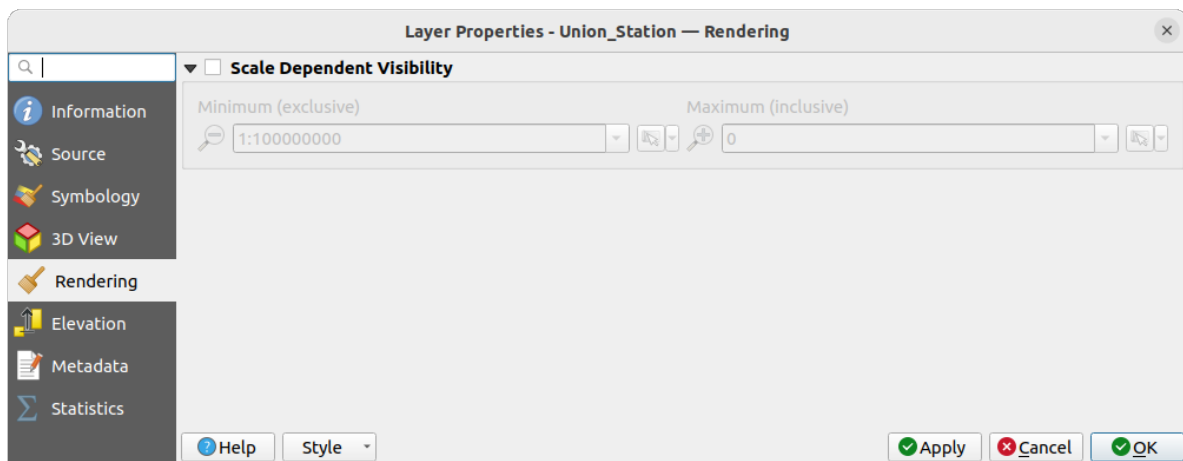 Layer Properties - Union_Station — Rendering
Scale Dependent Visibility
Information
Source
Symbology
3D View
Rendering
Elevation
Metadata
Statistics
Minimum (exclusive) Maximum (inclusive)
1:100000000 0
Help Style Apply Cancel OK